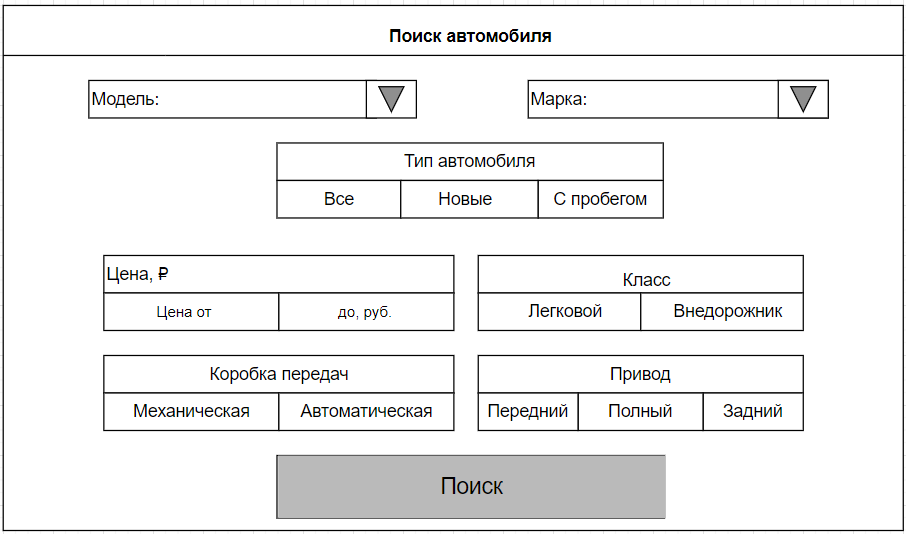 Поиск автомобиля
Модель:
Марка:
Тип автомобиля
Все
Новые
С пробегом
Цена, ₽
Цена от
до, руб.
Класс
Легковой
Внедорожник
Коробка передач
Механическая
Автоматическая
Привод
Передний
Полный
Задний
Поиск